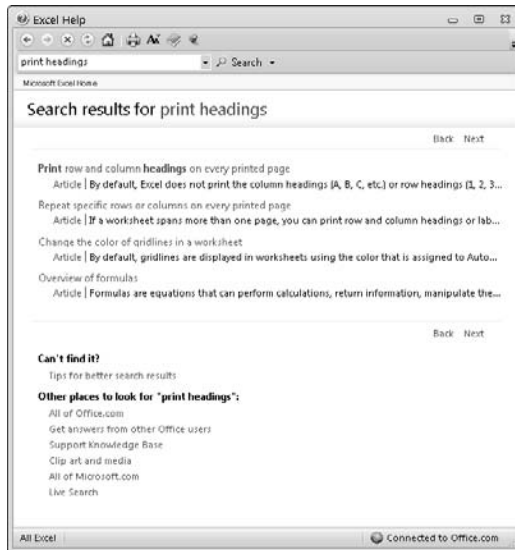 Excel Help
print headings
Search
Microsoft Excel Home
Search results for print headings
Back Next
Print row and column headings on every printed page
Article | By default, Excel does not print the column headings (A, B, C, etc.) or row headings (1, 2, 3...
Repeat specific rows or columns on every printed page
Article | If a worksheet spans more than one page, you can print row and column headings or lab...
Change the color of gridlines in a worksheet
Article | By default, gridlines are displayed in worksheets using the color that is assigned to Auto...
Overview of formulas
Article | Formulas are equations that can perform calculations, return information, manipulate the...
Back Next
Can't find it?
Tips for better search results
Other places to look for "print headings":
All of Office.com
Get answers from other Office users
Support Knowledge Base
Clip art and media
All of Microsoft.com
Live Search
All Excel
Connected to Office.com